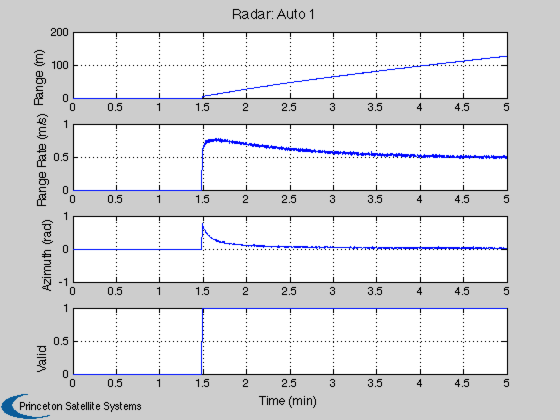 Radar: Auto 1
Range (m)
200
100
0
0 0.5 1 1.5 2 2.5 3 3.5 4 4.5 5
Range Rate (m/s)
1
0.5
0
0 0.5 1 1.5 2 2.5 3 3.5 4 4.5 5
Azimuth (rad)
1
0
-1
0 0.5 1 1.5 2 2.5 3 3.5 4 4.5 5
Valid
1
0.5
0
0 0.5 1 1.5 2 2.5 3 3.5 4 4.5 5
Time (min)
Princeton Satellite Systems